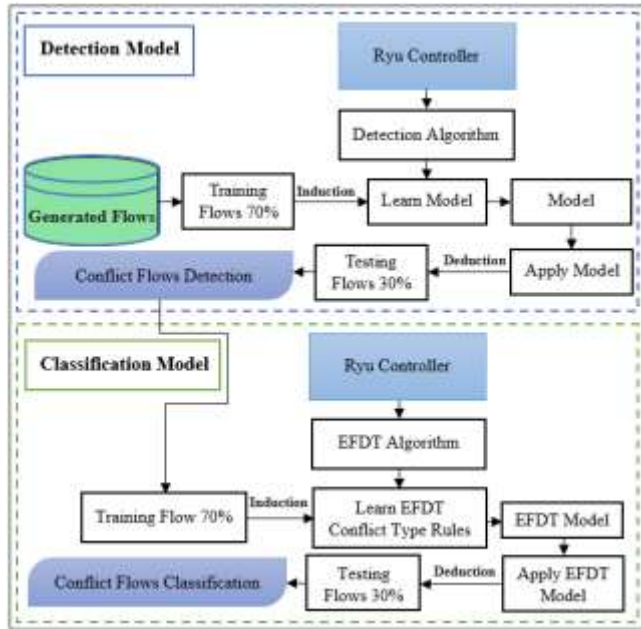 Detection Model
Ryu Controller
Detection Algorithm
Generated Flows
Training
Flows 70%
Induction
Learn Model
Model
Conflict Flows Detection
Testing
Flows 30%
Deduction
Apply Model
Classification Model
Ryu Controller
EFDT Algorithm
Training Flow 70%
Induction
Learn EFDT
Conflict Type Rules
EFDT Model
Conflict Flows Classification
Testing
Flows 30%
Deduction
Apply EFDT
Model